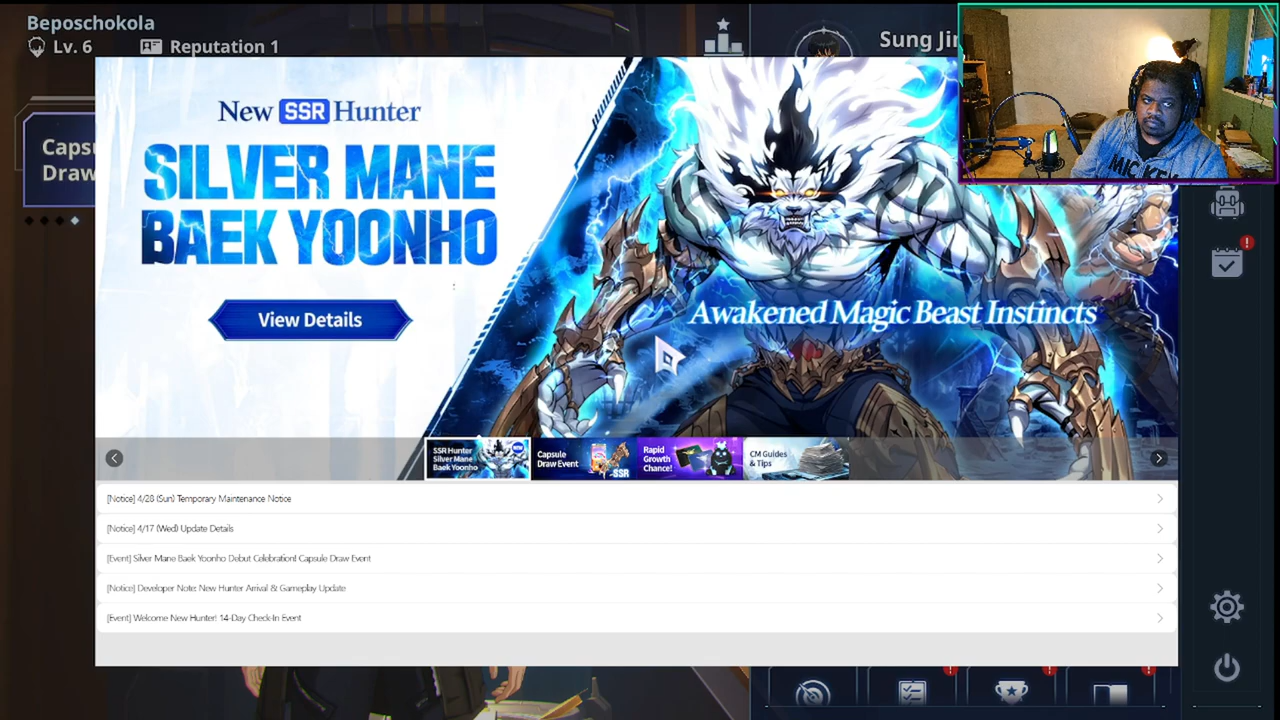 Beposchokola
Lv. 6 Reputation 1
Sung Jin
Caps
Draw
New SSR Hunter
SILVER MANE
BAEK YOONHO
View Details
Awakened Magic Beast Instincts
SSR Hunter
Silver Mane
Baek Yoonho
NEW
Capsule
Draw Event
SSR
Rapid
Growth
Chance!
CM Guides
& Tips
[Notice] 4/28 (Sun) Temporary Maintenance Notice
[Notice] 4/17 (Wed) Update Details
[Event] Silver Mane Baek Yoonho Debut Celebration! Capsule Draw Event
[Notice] Developer Note: New Hunter Arrival & Gameplay Update
[Event] Welcome New Hunter! 14-Day Check-In Event